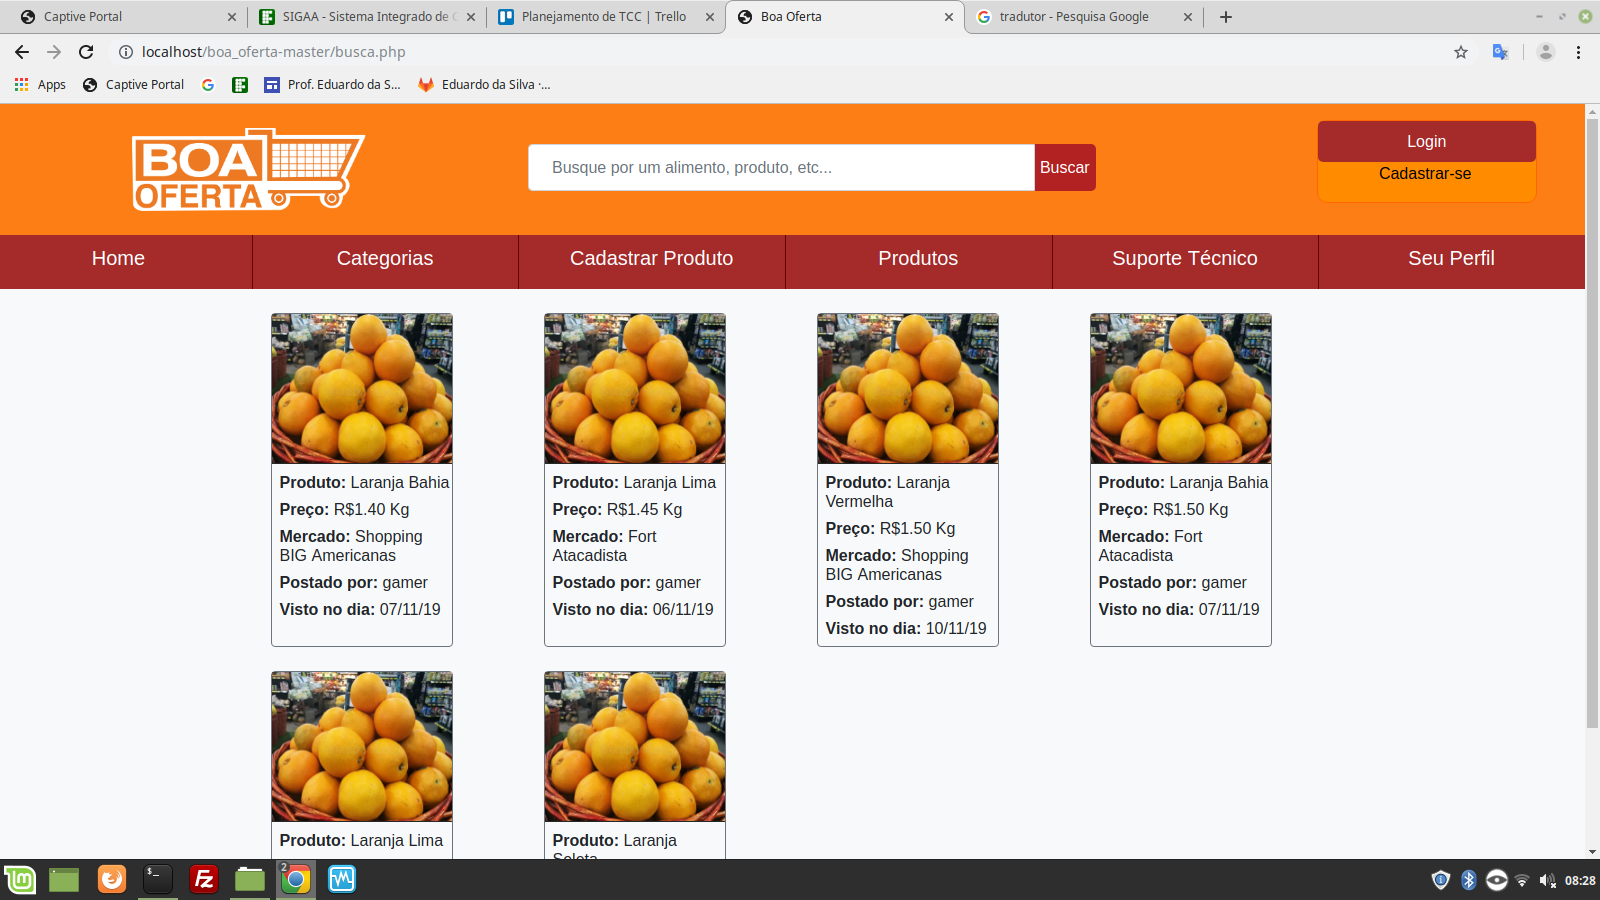 Captive Portal
SIGAA - Sistema Integrado de
Planejamento de TCC | Trello
Boa Oferta
tradutor - Pesquisa Google
localhost/boa_oferta-master/busca.php
Apps
Captive Portal
Prof. Eduardo da S...
Eduardo da Silva ·...
BOA
OFERTA
Busque por um alimento, produto, etc...
Buscar
Login
Cadastrar-se
Home
Categorias
Cadastrar Produto
Produtos
Suporte Técnico
Seu Perfil
Produto: Laranja Bahia
Preço: R$1.40 Kg
Mercado: Shopping
BIG Americanas
Postado por: gamer
Visto no dia: 07/11/19
Produto: Laranja Lima
Preço: R$1.45 Kg
Mercado: Fort
Atacadista
Postado por: gamer
Visto no dia: 06/11/19
Produto: Laranja
Vermelha
Preço: R$1.50 Kg
Mercado: Shopping
BIG Americanas
Postado por: gamer
Visto no dia: 10/11/19
Produto: Laranja Bahia
Preço: R$1.50 Kg
Mercado: Fort
Atacadista
Postado por: gamer
Visto no dia: 07/11/19
Produto: Laranja Lima
Produto: Laranja
2
08:28